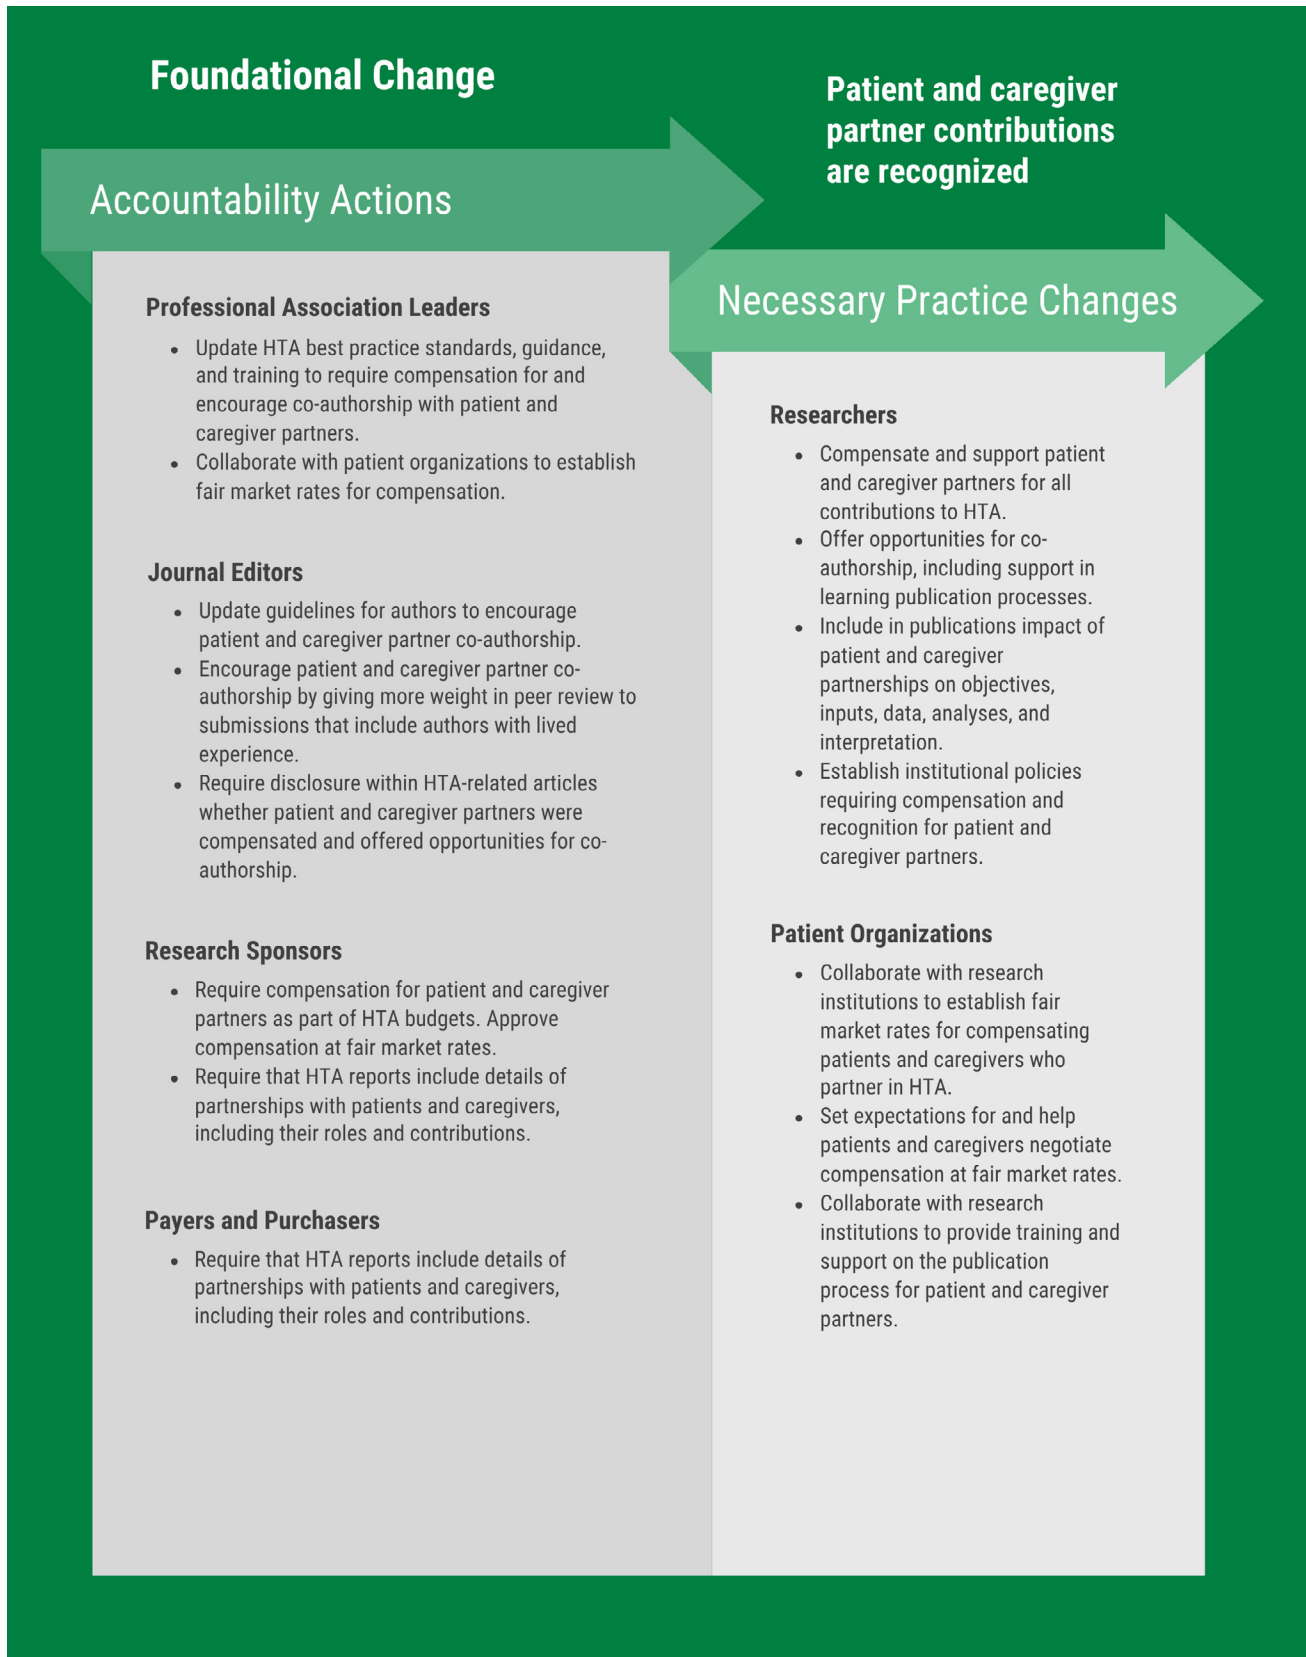 Foundational Change
Patient and caregiver
partner contributions
are recognized
Accountability Actions
Necessary Practice Changes
Professional Association Leaders
• Update HTA best practice standards, guidance,
and training to require compensation for and
encourage co-authorship with patient and
caregiver partners.
• Collaborate with patient organizations to establish
fair market rates for compensation.
Journal Editors
• Update guidelines for authors to encourage
patient and caregiver partner co-authorship.
• Encourage patient and caregiver partner co-
authorship by giving more weight in peer review to
submissions that include authors with lived
experience.
• Require disclosure within HTA-related articles
whether patient and caregiver partners were
compensated and offered opportunities for co-
authorship.
Research Sponsors
• Require compensation for patient and caregiver
partners as part of HTA budgets. Approve
compensation at fair market rates.
• Require that HTA reports include details of
partnerships with patients and caregivers,
including their roles and contributions.
Payers and Purchasers
• Require that HTA reports include details of
partnerships with patients and caregivers,
including their roles and contributions.
Researchers
• Compensate and support patient
and caregiver partners for all
contributions to HTA.
• Offer opportunities for co-
authorship, including support in
learning publication processes.
• Include in publications impact of
patient and caregiver
partnerships on objectives,
inputs, data, analyses, and
interpretation.
• Establish institutional policies
requiring compensation and
recognition for patient and
caregiver partners.
Patient Organizations
• Collaborate with research
institutions to establish fair
market rates for compensating
patients and caregivers who
partner in HTA.
• Set expectations for and help
patients and caregivers negotiate
compensation at fair market rates.
• Collaborate with research
institutions to provide training and
support on the publication
process for patient and caregiver
partners.